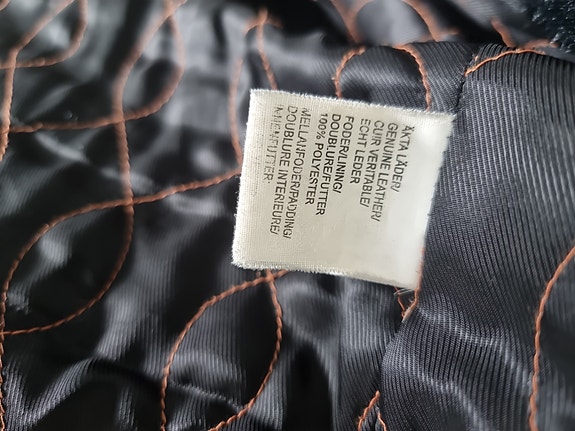 ÄKTA LÄDER/
GENUINE LEATHER/
CUIR VERITABLE/
ECHT LEDER
FODER/LINING/
DOUBLURE/FUTTER
100% POLYESTER
MELLANFODER/PADDING/
DOUBLURE INTERIEURE/